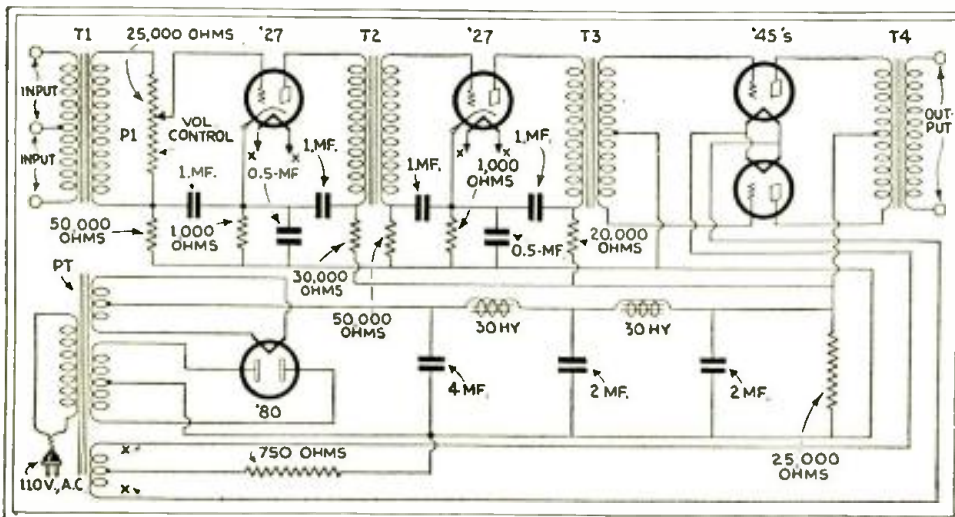 T1
25,000 OHMS
'27
T2
'27
T3
'45's
T4
INPUT
INPUT
P1
VOL
CONTROL
X
X
1.MF.
0.5-MF
1.MF.
X
X
1,000
OHMS
1.MF.
1.MF.
OUT-
PUT
50,000
OHMS
1,000
OHMS
30,000
OHMS
50,000
OHMS
0.5-MF.
20,000
OHMS
PT
30 HY
30 HY
'80
4 MF.
2 MF.
2 MF.
25,000
OHMS
750 OHMS
X
X
110 V., A.C